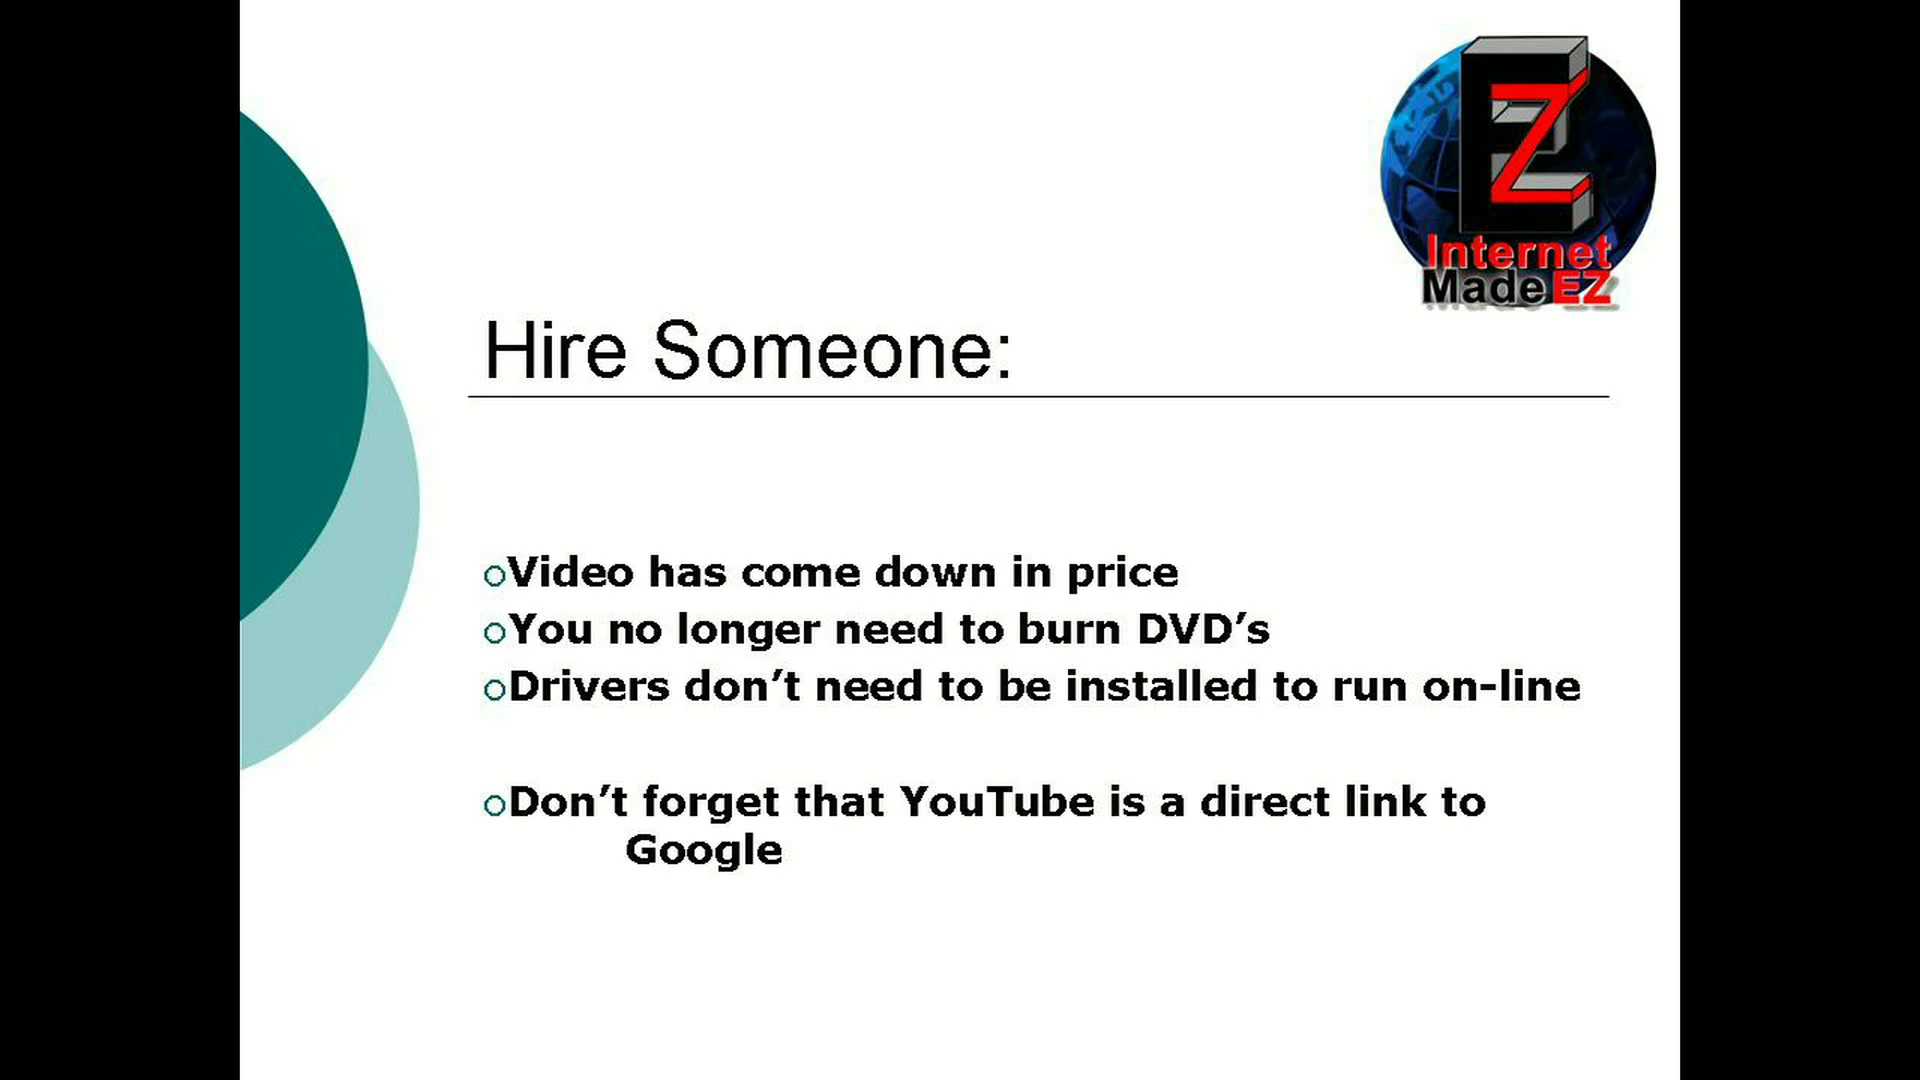 EZ
Internet
Made EZ
Hire Someone:
Video has come down in price
You no longer need to burn DVD’s
Drivers don’t need to be installed to run on-line
Don’t forget that YouTube is a direct link to
Google